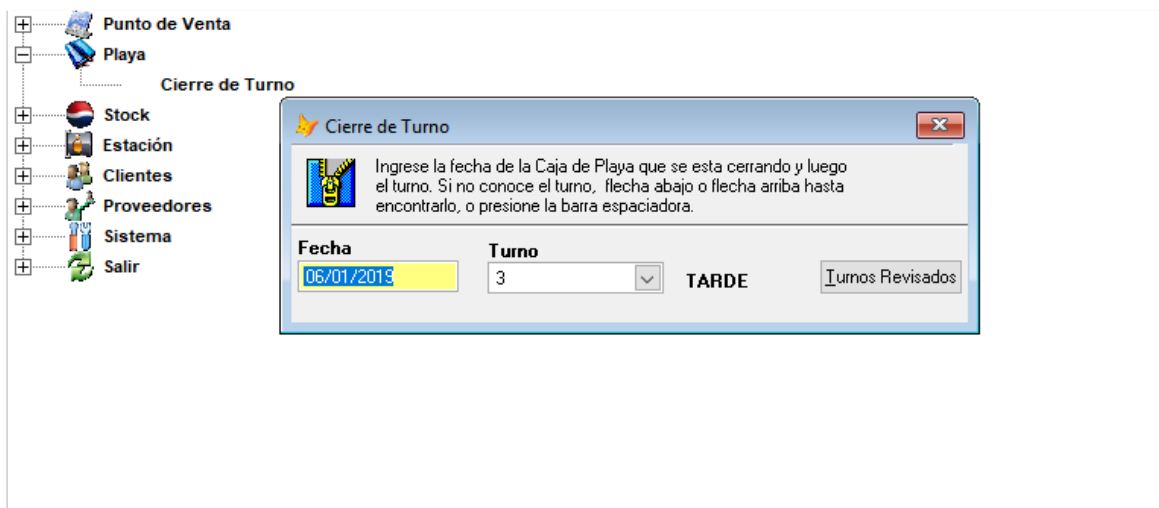 Punto de Venta
Playa
Cierre de Turno
Stock
Estación
Clientes
Proveedores
Sistema
Salir
Cierre de Turno
Ingrese la fecha de la Caja de Playa que se esta cerrando y luego
el turno. Si no conoce el turno, flecha abajo o flecha arriba hasta
encontrarlo, o presione la barra espaciadora.
Fecha
Turno
06/01/2019
3
TARDE
Turnos Revisados